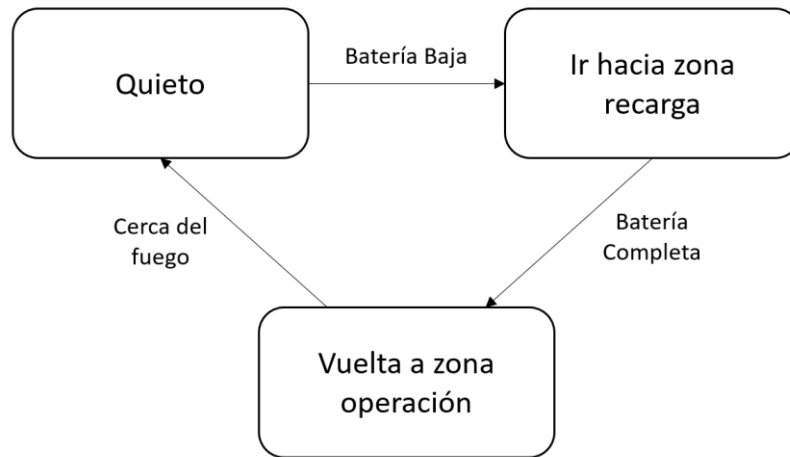 Quieto
Batería Baja
Ir hacia zona
recarga
Cerca del
fuego
Batería
Completa
Vuelta a zona
operación